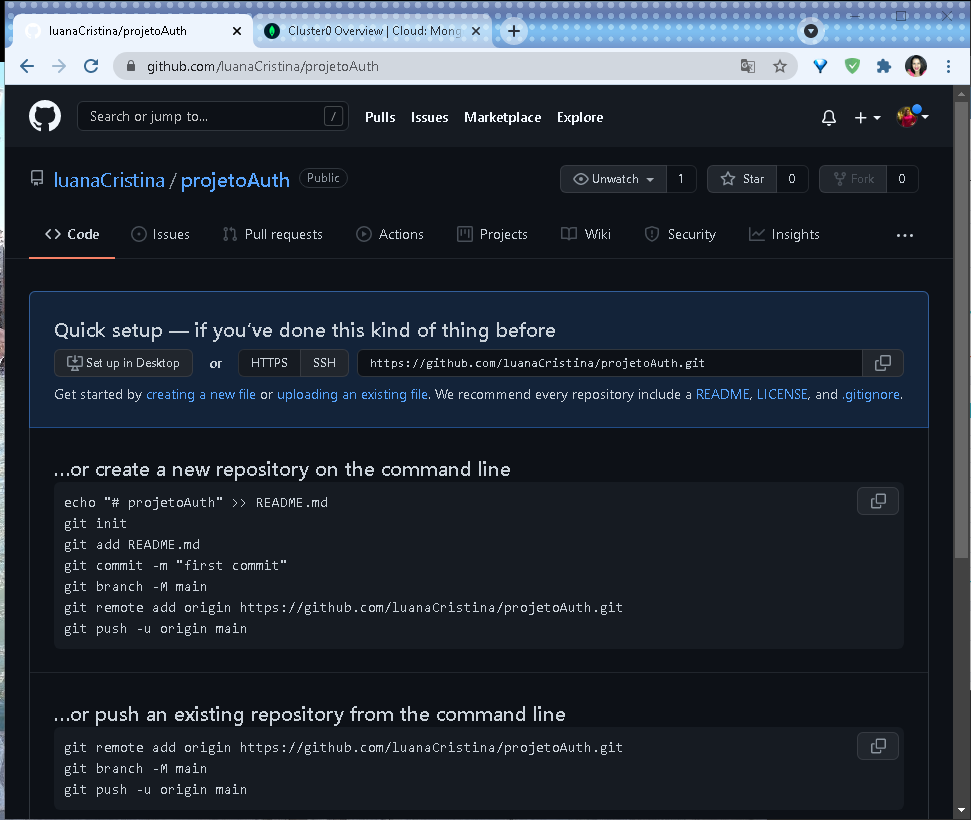 luanaCristina/projetoAuth
Cluster0 Overview | Cloud: Mong
github.com/luanaCristina/projetoAuth
Search or jump to...
/
Pulls
Issues
Marketplace
Explore
luanaCristina / projetoAuth
Public
Unwatch
1
Star
0
Fork
0
Code
Issues
Pull requests
Actions
Projects
Wiki
Security
Insights
Quick setup — if you've done this kind of thing before
Set up in Desktop
or
HTTPS
SSH
https://github.com/luanaCristina/projetoAuth.git
Get started by creating a new file or uploading an existing file. We recommend every repository include a README, LICENSE, and .gitignore.
…or create a new repository on the command line
echo "# projetoAuth" >> README.md
git init
git add README.md
git commit -m "first commit"
git branch -M main
git remote add origin https://github.com/luanaCristina/projetoAuth.git
git push -u origin main
…or push an existing repository from the command line
git remote add origin https://github.com/luanaCristina/projetoAuth.git
git branch -M main
git push -u origin main